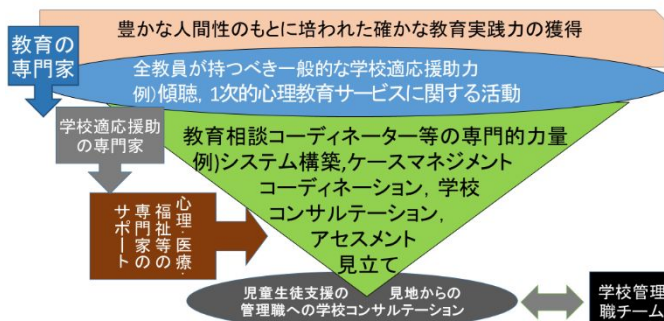 豊かな人間性のもとに培われた確かな教育実践力の獲得
教育の
専門家
全教員が持つべき一般的な学校適応援助力
例)傾聴, 1次的心理教育サービスに関する活動
学校適応援助
の専門家
教育相談コーディネーター等の専門的力量
例)システム構築,ケースマネジメント
コーディネーション, 学校
コンサルテーション,
アセスメント
見立て
心理・医療・
福祉等の
専門家の
サポート
児童生徒支援の 見地からの
管理職への学校コンサルテーション
学校管理
職チーム